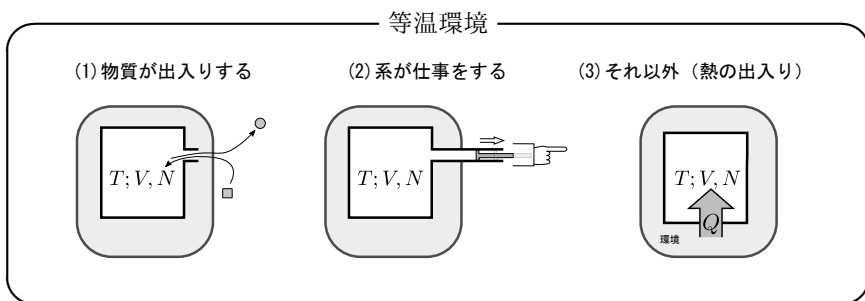 等温環境
(1)物質が出入りする
(2)系が仕事をする
(3)それ以外（熱の出入り）
T; V, N
T; V, N
T; V, N
Q
環境